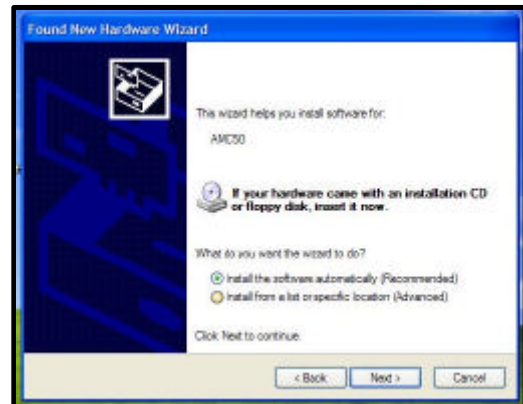 Found New Hardware Wizard
This wizard helps you install software for:
AMC50
If your hardware came with an installation CD
or floppy disk, insert it now.
What do you want the wizard to do?
Install the software automatically (Recommended)
Install from a list or specific location (Advanced)
Click Next to continue.
< Back
Next >
Cancel